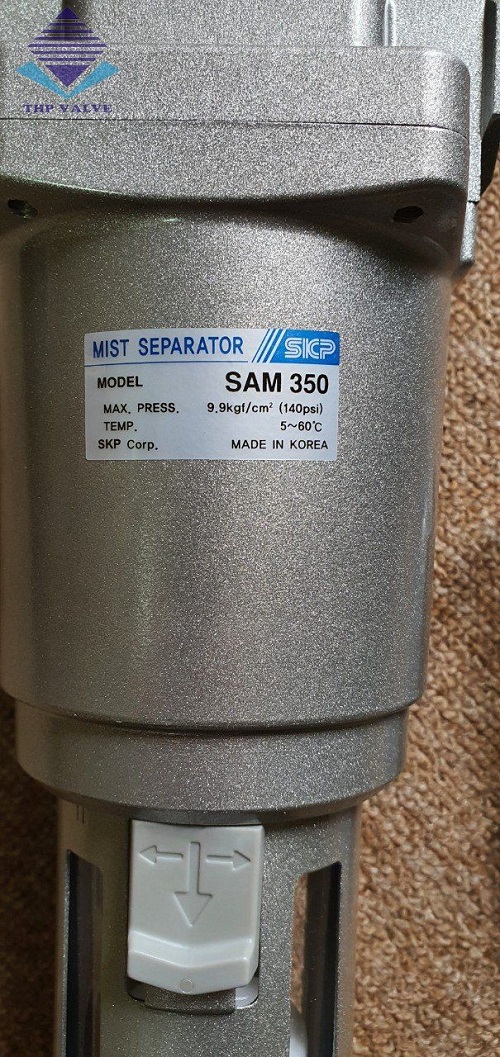 THP VALVE
MIST SEPARATOR SKP
MODEL SAM 350
MAX. PRESS. 9.9kgf/cm² (140psi)
TEMP. 5~60℃
SKP Corp. MADE IN KOREA